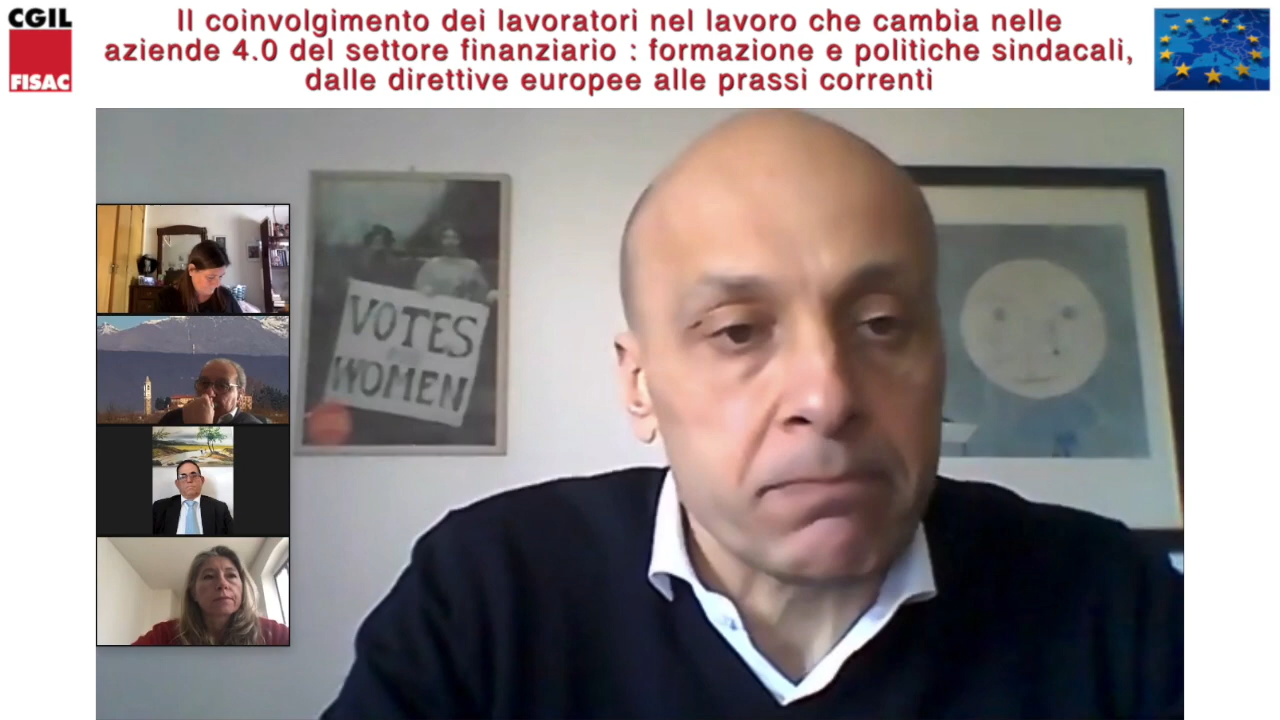 CGIL
FISAC
Il coinvolgimento dei lavoratori nel lavoro che cambia nelle
aziende 4.0 del settore finanziario : formazione e politiche sindacali,
dalle direttive europee alle prassi correnti
VOTES
WOMEN